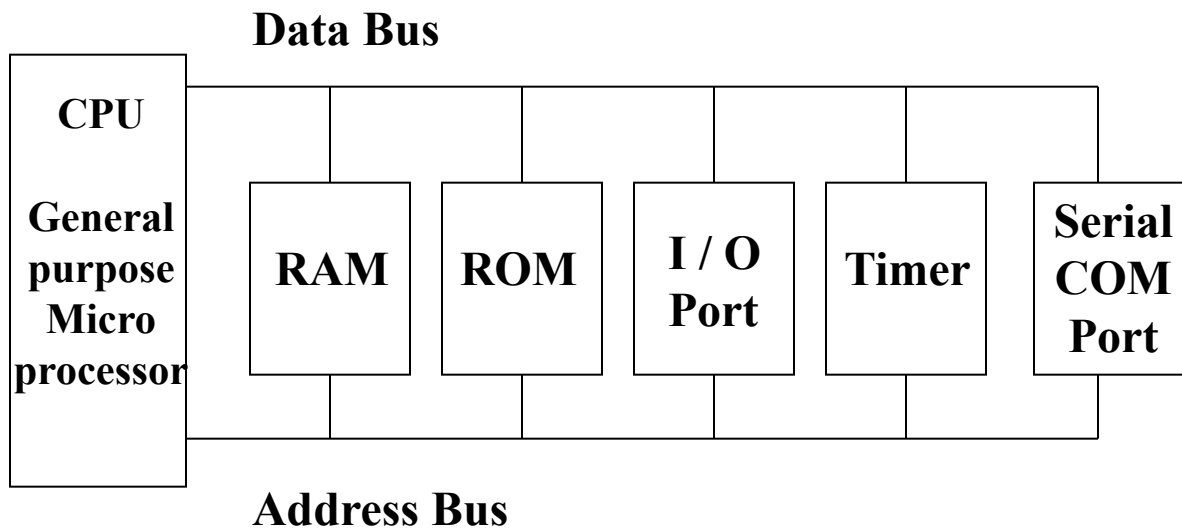 Data Bus
CPU
General
purpose
Micro
processor
RAM
ROM
I / O
Port
Timer
Serial
COM
Port
Address Bus